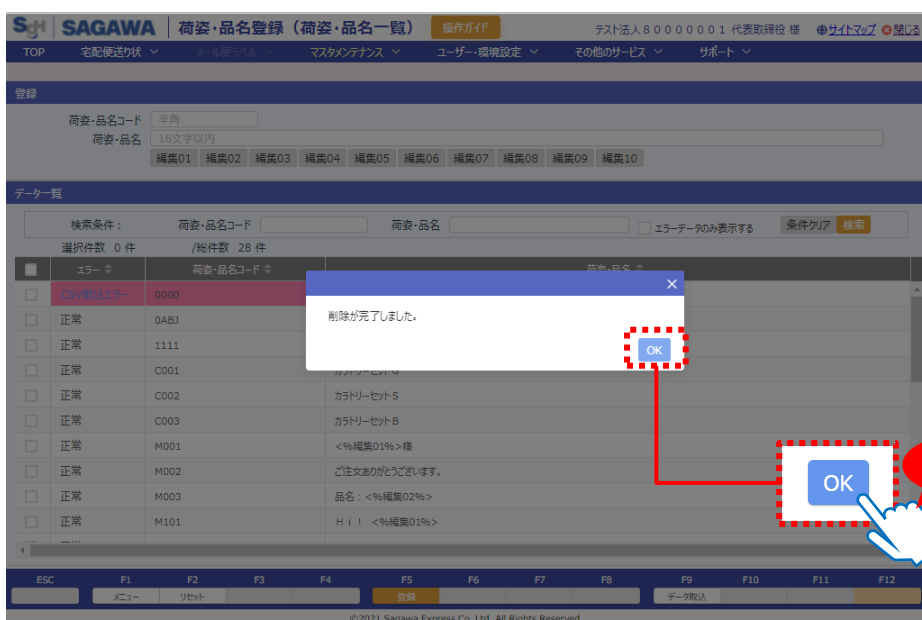 SgH SAGAWA 荷姿・品名登録（荷姿・品名一覧） 操作ガイド テスト法人８０００００００１ 代表取締役 様 サイトマップ 閉じる
TOP 宅配便送り状 メール便ラベル マスタメンテナンス ユーザー・環境設定 その他のサービス サポート
登録
荷姿・品名コード 半角
荷姿・品名 16文字以内
編集01 編集02 編集03 編集04 編集05 編集06 編集07 編集08 編集09 編集10
データ一覧
検索条件： 荷姿・品名コード 荷姿・品名 エラーデータのみ表示する 条件クリア 検索
選択件数 0 件 /総件数 28 件
エラー 荷姿・品名コード 荷姿・品名
CSV取込エラー 0000
削除が完了しました。
OK
正常 0ABJ
正常 1111
正常 C001 カラトリーセットG
正常 C002 カラトリーセットS
正常 C003 カラトリーセットB
正常 M001 <%編集01%>様
正常 M002 ご注文ありがとうございます。
正常 M003 品名：<%編集02%>
正常 M101 Ｈｉ！ <%編集01%>
OK
ESC F1 F2 F3 F4 F5 F6 F7 F8 F9 F10 F11 F12
メニュー リセット 登録 データ取込
©2021 Sagawa Express Co.,Ltd. All Rights Reserved.